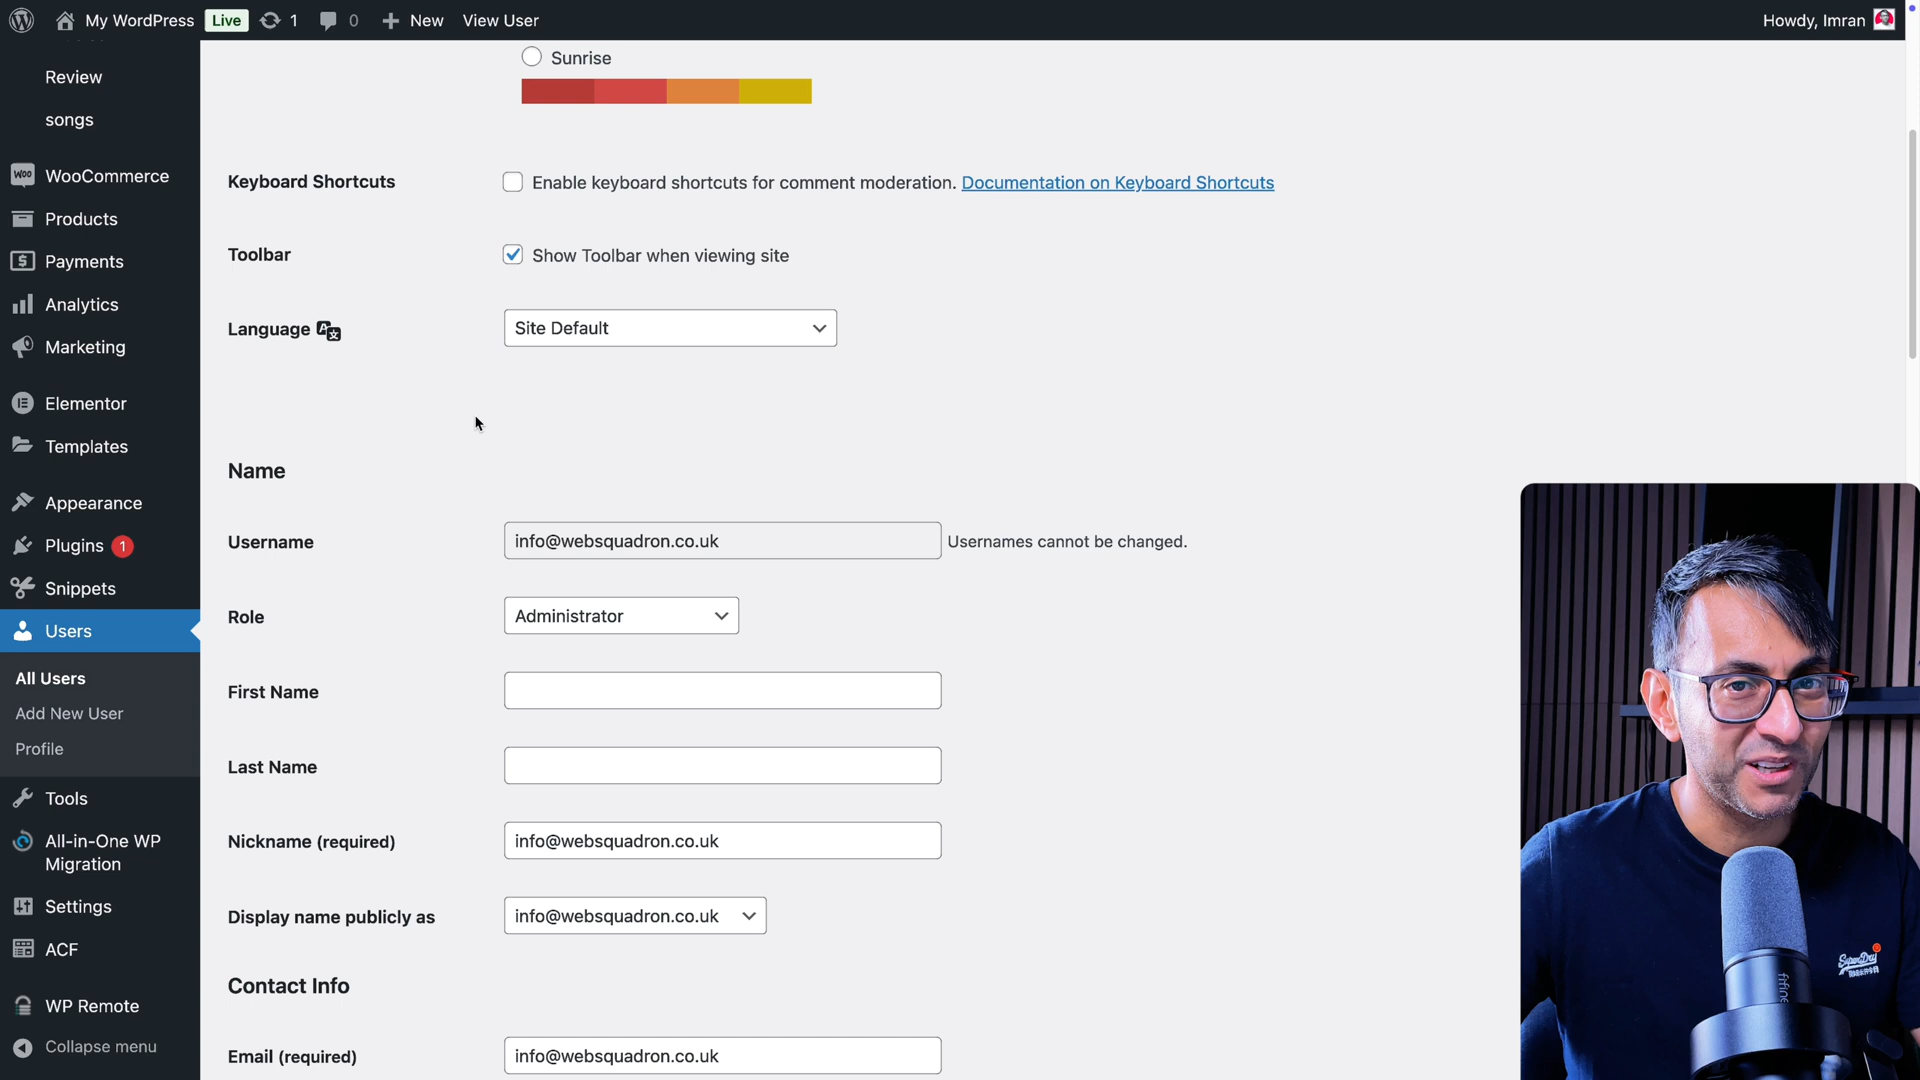 My WordPress Live 1 0 New View User Howdy, Imran
Review
songs
WooCommerce
Products
Payments
Analytics
Marketing
Elementor
Templates
Appearance
Plugins 1
Snippets
Users
All Users
Add New User
Profile
Tools
All-in-One WP
Migration
Settings
ACF
WP Remote
Collapse menu
Sunrise
Keyboard Shortcuts Enable keyboard shortcuts for comment moderation. Documentation on Keyboard Shortcuts
Toolbar Show Toolbar when viewing site
Language Site Default
Name
Username info@websquadron.co.uk Usernames cannot be changed.
Role Administrator
First Name
Last Name
Nickname (required) info@websquadron.co.uk
Display name publicly as info@websquadron.co.uk
Contact Info
Email (required) info@websquadron.co.uk
SuperDry
fifine